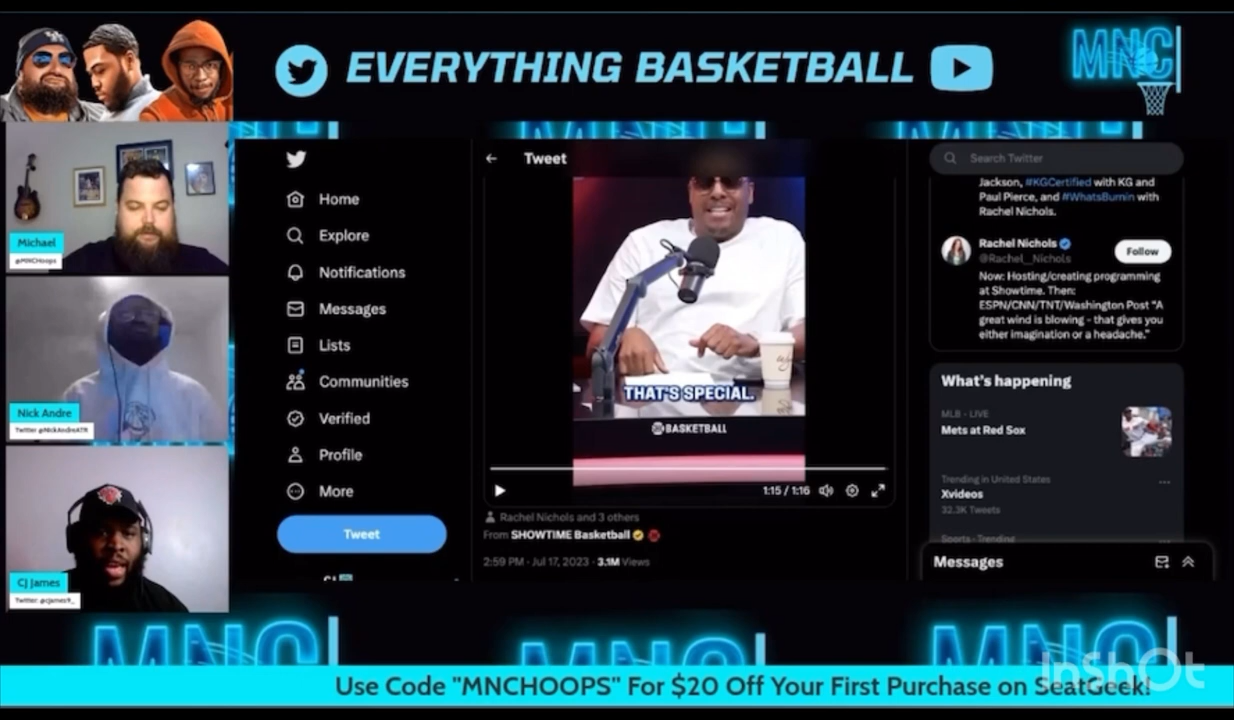 EVERYTHING BASKETBALL
MNC
Michael
@MNCHoops
Nick Andre
Twitter @NickAndreATR
CJ James
Twitter: @cjames9_
Home
Explore
Notifications
Messages
Lists
Communities
Verified
Profile
More
Tweet
Tweet
THAT'S SPECIAL.
BASKETBALL
1:15 / 1:16
Rachel Nichols and 3 others
From SHOWTIME Basketball
2:59 PM · Jul 17, 2023 · 3.1M Views
Search Twitter
Jackson, #KGCertified with KG and
Paul Pierce, and #WhatsBurnin with
Rachel Nichols.
Rachel Nichols
@Rachel__Nichols
Follow
Now: Hosting/creating programming
at Showtime. Then:
ESPN/CNN/TNT/Washington Post "A
great wind is blowing - that gives you
either imagination or a headache."
What's happening
MLB · LIVE
Mets at Red Sox
Trending in United States
Xvideos
32.3K Tweets
Sports · Trending
Messages
MNC
MNC
MNC
Use Code "MNCHOOPS" For $20 Off Your First Purchase on SeatGeek!
InShOt